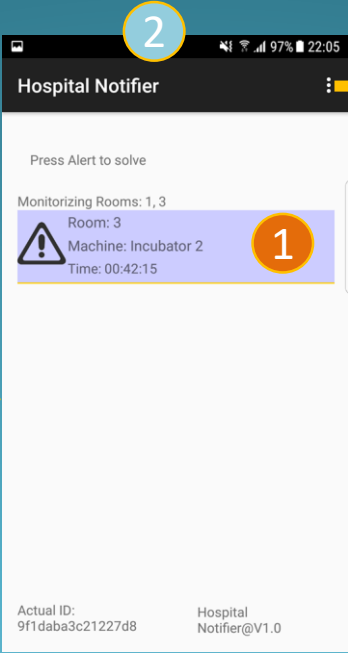 2
97% 22:05
Hospital Notifier
Press Alert to solve
Monitorizing Rooms: 1, 3
Room: 3
Machine: Incubator 2
1
Time: 00:42:15
Actual ID:
9f1daba3c21227d8
Hospital
Notifier@V1.0